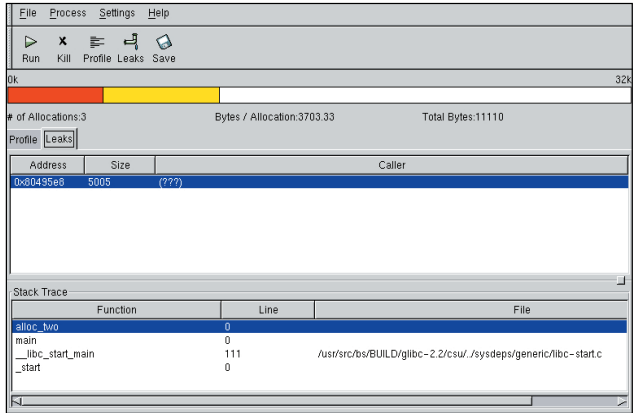 File Process Settings Help
Run Kill Profile Leaks Save
0k 32k
# of Allocations:3 Bytes / Allocation:3703.33 Total Bytes:11110
Profile Leaks
Address Size Caller
0x80495e8 5005 (???)
Stack Trace
Function Line File
alloc_two 0
main 0
__libc_start_main 111 /usr/src/bs/BUILD/glibc-2.2/csu/../sysdeps/generic/libc-start.c
_start 0